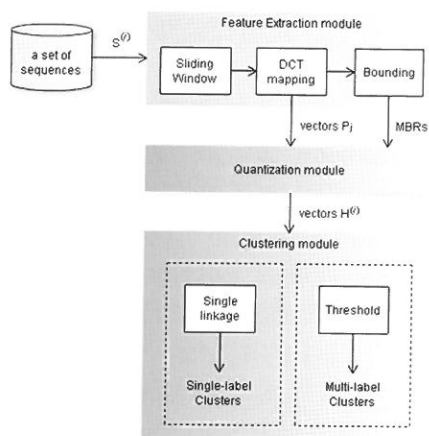 Feature Extraction module
a set of
sequences
S(i)
Sliding
Window
DCT
mapping
Bounding
vectors Pj
MBRs
Quantization module
vectors H(i)
Clustering module
Single
linkage
Threshold
Single-label
Clusters
Multi-label
Clusters